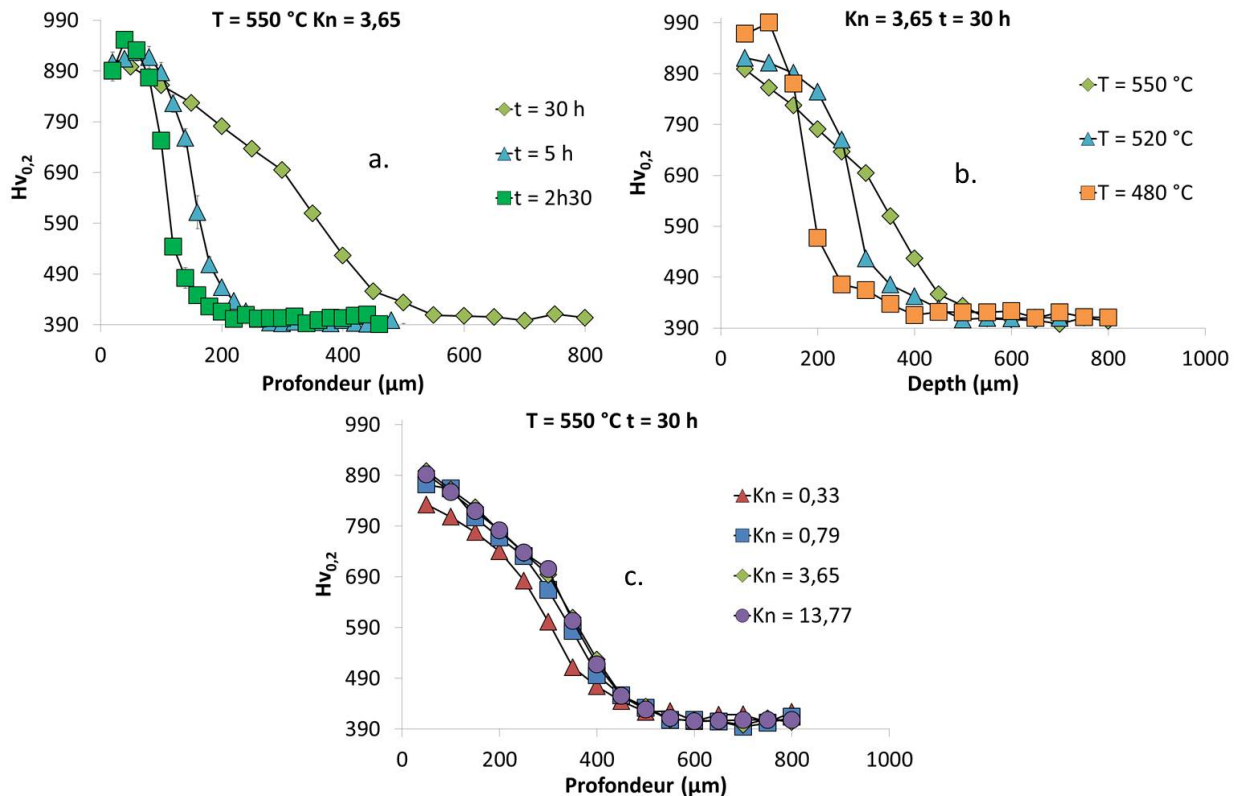 T = 550 °C Kn = 3,65
990
890
790
690
590
490
390
Hv0,2
0
200
400
600
800
Profondeur (µm)
t = 30 h
t = 5 h
t = 2h30
a.
Kn = 3,65 t = 30 h
990
890
790
690
590
490
390
Hv0,2
0
200
400
600
800
1000
Depth (µm)
T = 550 °C
T = 520 °C
T = 480 °C
b.
T = 550 °C t = 30 h
990
890
790
690
590
490
390
Hv0,2
0
200
400
600
800
1000
Profondeur (µm)
Kn = 0,33
Kn = 0,79
Kn = 3,65
Kn = 13,77
c.